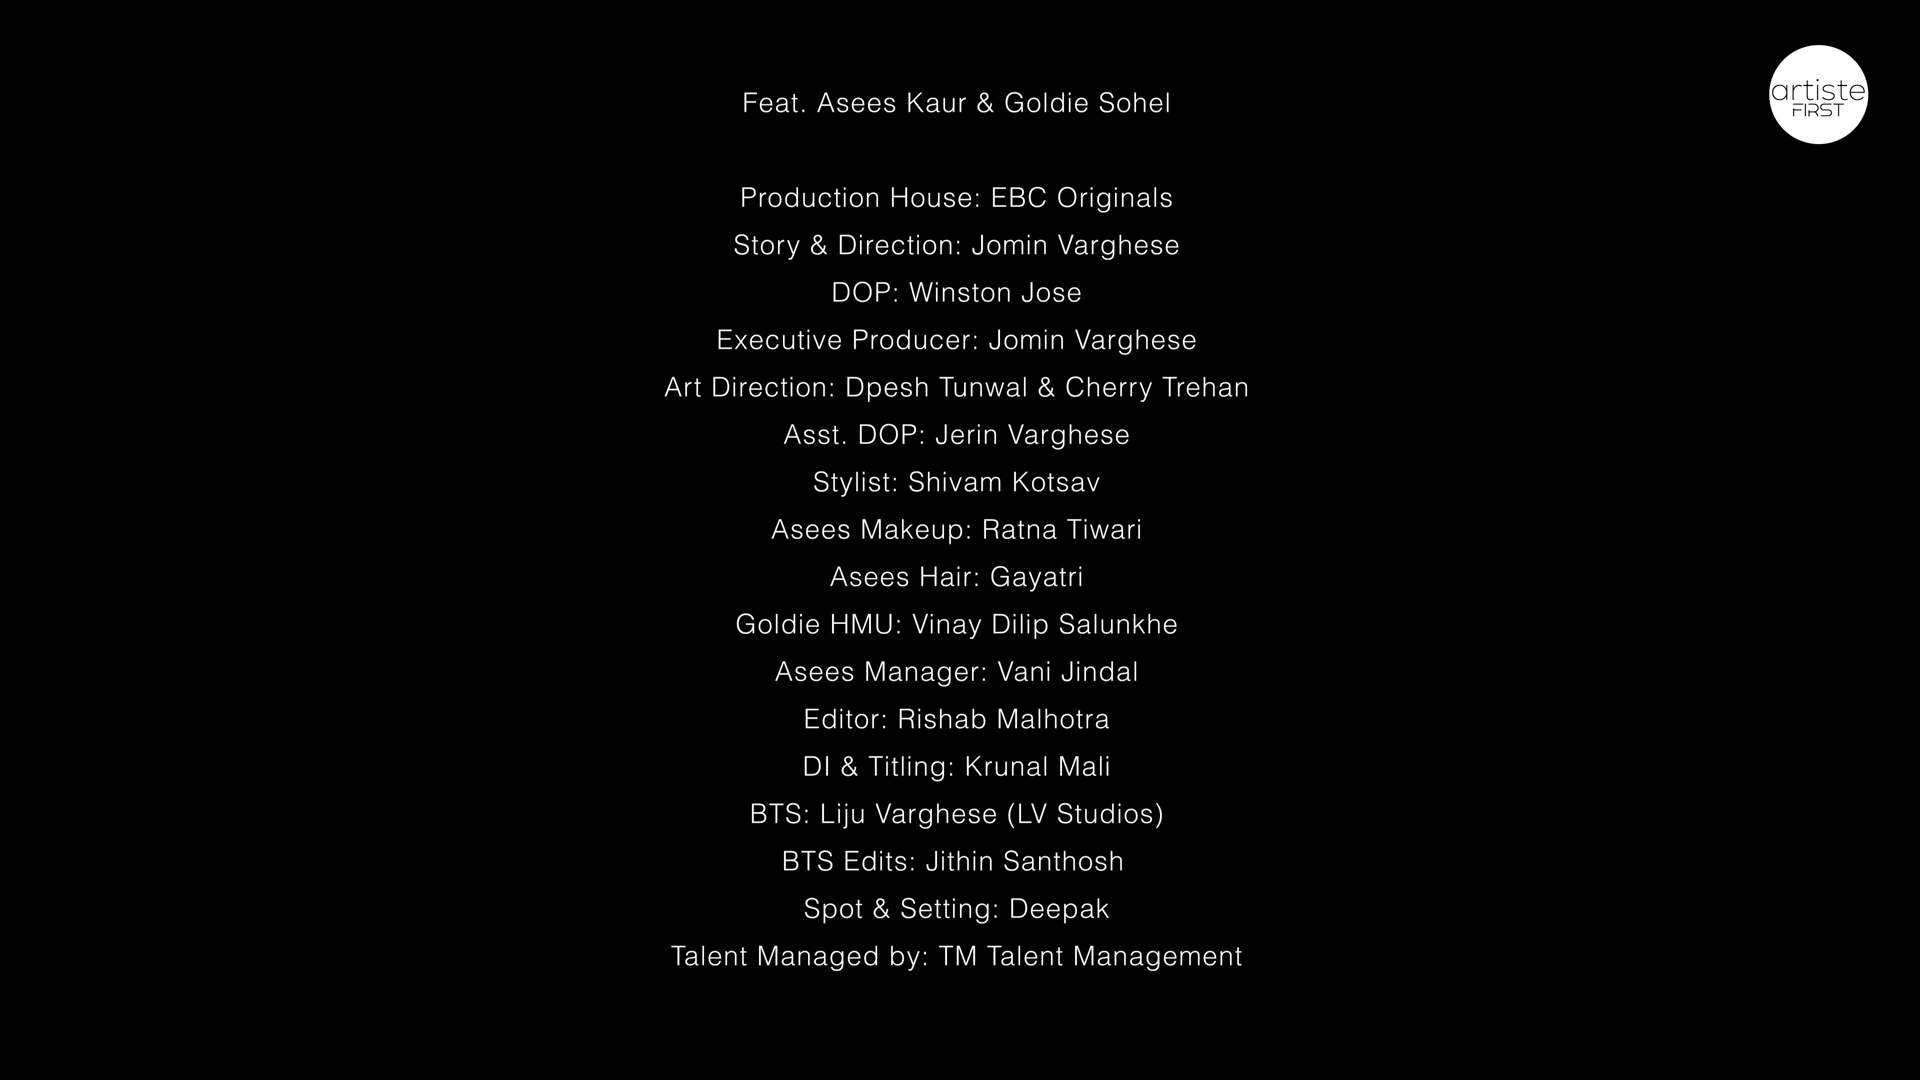 Feat. Asees Kaur & Goldie Sohel
artiste
FIRST
Production House: EBC Originals
Story & Direction: Jomin Varghese
DOP: Winston Jose
Executive Producer: Jomin Varghese
Art Direction: Dpesh Tunwal & Cherry Trehan
Asst. DOP: Jerin Varghese
Stylist: Shivam Kotsav
Asees Makeup: Ratna Tiwari
Asees Hair: Gayatri
Goldie HMU: Vinay Dilip Salunkhe
Asees Manager: Vani Jindal
Editor: Rishab Malhotra
DI & Titling: Krunal Mali
BTS: Liju Varghese (LV Studios)
BTS Edits: Jithin Santhosh
Spot & Setting: Deepak
Talent Managed by: TM Talent Management